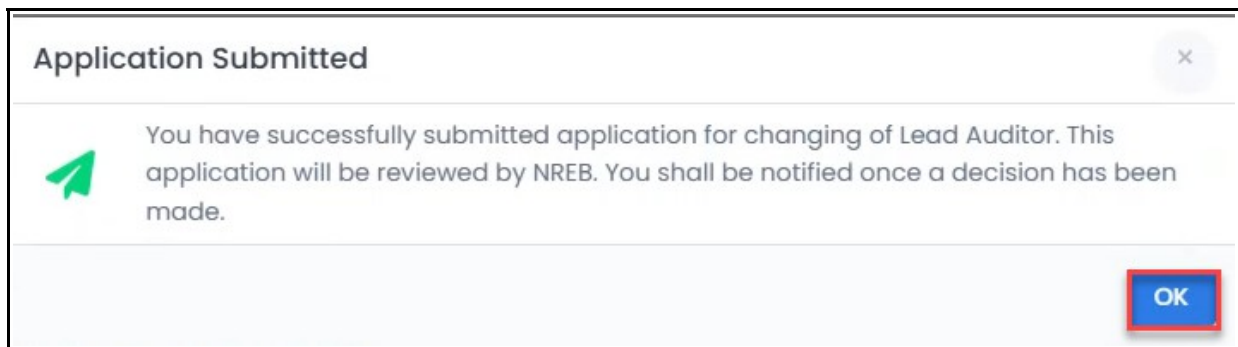 Application Submitted
×
You have successfully submitted application for changing of Lead Auditor. This
application will be reviewed by NREB. You shall be notified once a decision has been
made.
OK